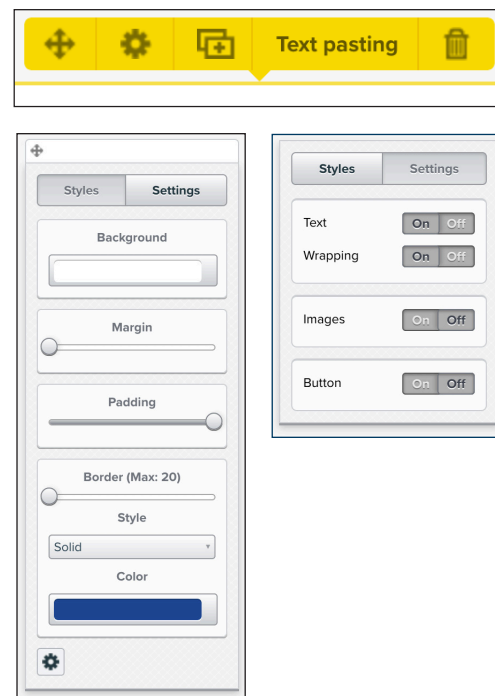 Text pasting
Styles Settings
Background
Margin
Padding
Border (Max: 20)
Style
Solid
Color
Styles Settings
Text On Off
Wrapping On Off
Images On Off
Button On Off